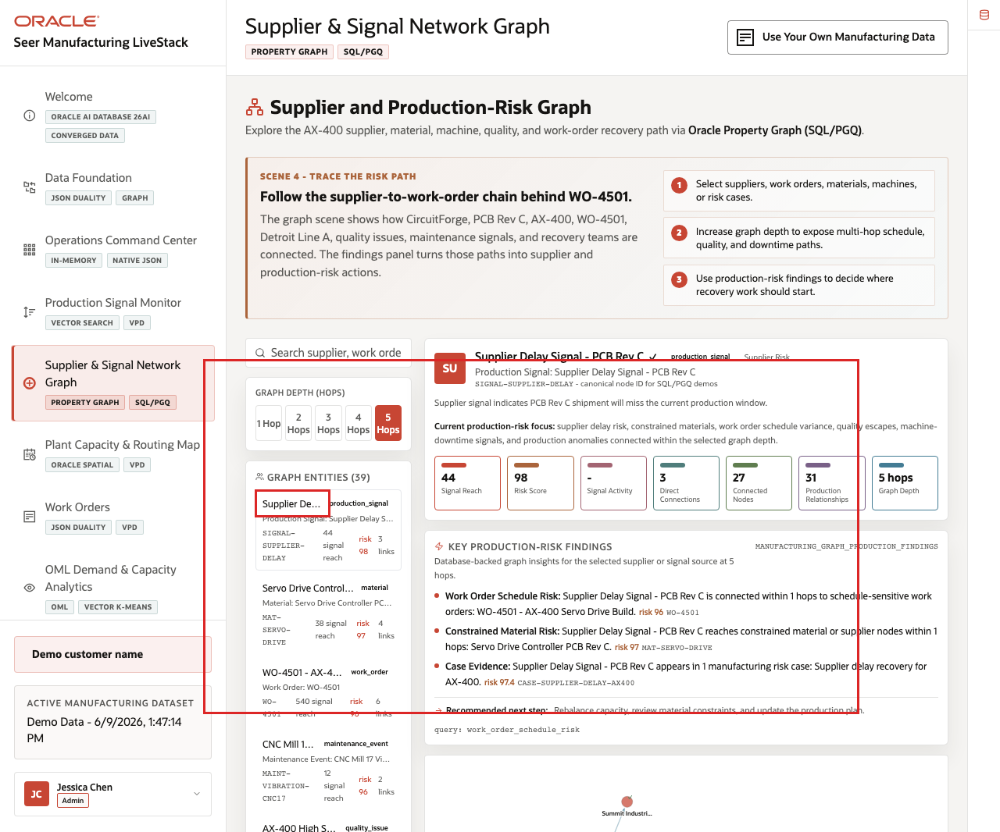 ORACLE
Seer Manufacturing LiveStack
Welcome
ORACLE AI DATABASE 26AI
CONVERGED DATA
Data Foundation
JSON DUALITY
GRAPH
Operations Command Center
IN-MEMORY
NATIVE JSON
Production Signal Monitor
VECTOR SEARCH
VPD
Supplier & Signal Network
Graph
PROPERTY GRAPH
SQL/PGQ
Plant Capacity & Routing Map
ORACLE SPATIAL
VPD
Work Orders
JSON DUALITY
VPD
OML Demand & Capacity
Analytics
OML
VECTOR K-MEANS
Demo customer name
ACTIVE MANUFACTURING DATASET
Demo Data - 6/9/2026, 1:47:14
PM
JC
Jessica Chen
Admin
Supplier & Signal Network Graph
PROPERTY GRAPH
SQL/PGQ
Use Your Own Manufacturing Data
Supplier and Production-Risk Graph
Explore the AX-400 supplier, material, machine, quality, and work-order recovery path via Oracle Property Graph (SQL/PGQ).
SCENE 4 - TRACE THE RISK PATH
Follow the supplier-to-work-order chain behind WO-4501.
The graph scene shows how CircuitForge, PCB Rev C, AX-400, WO-4501,
Detroit Line A, quality issues, maintenance signals, and recovery teams are
connected. The findings panel turns those paths into supplier and
production-risk actions.
1
Select suppliers, work orders, materials, machines,
or risk cases.
2
Increase graph depth to expose multi-hop schedule,
quality, and downtime paths.
3
Use production-risk findings to decide where
recovery work should start.
Search supplier, work orde
GRAPH DEPTH (HOPS)
1 Hop
2 Hops
3 Hops
4 Hops
5 Hops
GRAPH ENTITIES (39)
Supplier De... production_signal
Production Signal: Supplier Delay S...
SIGNAL-SUPPLIER-DELAY
44 signal reach
risk 98
3 links
Servo Drive Control... material
Material: Servo Drive Controller PC...
MAT-SERVO-DRIVE
38 signal reach
risk 97
4 links
WO-4501 - AX-4... work_order
Work Order: WO-4501
WO-4501
540 signal reach
risk 96
6 links
CNC Mill 1... maintenance_event
Maintenance Event: CNC Mill 17 Vi...
MAINT-VIBRATION-CNC17
12 signal reach
risk 96
2 links
AX-400 High S... quality_issue
SU
Supplier Delay Signal - PCB Rev C ✓ production_signal Supplier Risk
Production Signal: Supplier Delay Signal - PCB Rev C
SIGNAL-SUPPLIER-DELAY - canonical node ID for SQL/PGQ demos
Supplier signal indicates PCB Rev C shipment will miss the current production window.
Current production-risk focus: supplier delay risk, constrained materials, work order schedule variance, quality escapes, machine-
downtime signals, and production anomalies connected within the selected graph depth.
44
Signal Reach
98
Risk Score
-
Signal Activity
3
Direct
Connections
27
Connected
Nodes
31
Production
Relationships
5 hops
Graph Depth
KEY PRODUCTION-RISK FINDINGS
MANUFACTURING_GRAPH_PRODUCTION_FINDINGS
Database-backed graph insights for the selected supplier or signal source at 5
hops.
Work Order Schedule Risk: Supplier Delay Signal - PCB Rev C is connected within 1 hops to schedule-sensitive work
orders: WO-4501 - AX-400 Servo Drive Build. risk 96 WO-4501
Constrained Material Risk: Supplier Delay Signal - PCB Rev C reaches constrained material or supplier nodes within 1
hops: Servo Drive Controller PCB Rev C. risk 97 MAT-SERVO-DRIVE
Case Evidence: Supplier Delay Signal - PCB Rev C appears in 1 manufacturing risk case: Supplier delay recovery for
AX-400. risk 97.4 CASE-SUPPLIER-DELAY-AX400
→ Recommended next step: Rebalance capacity, review material constraints, and update the production plan.
query: work_order_schedule_risk
Summit Industri...